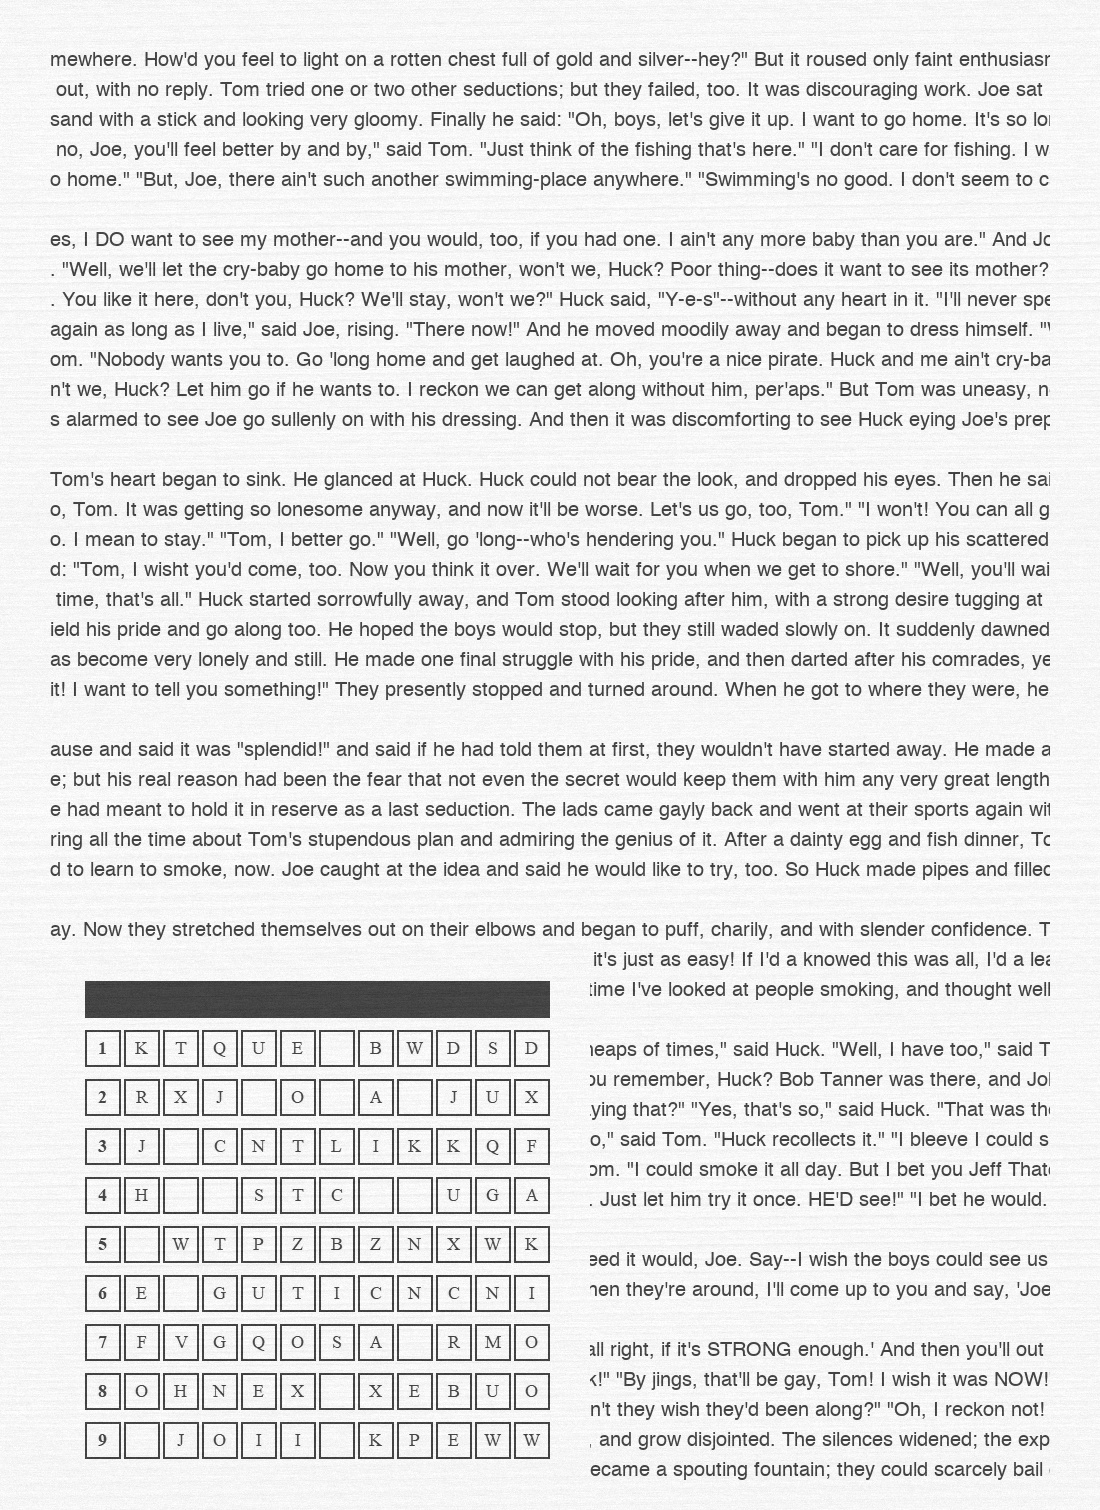 mewhere. How'd you feel to light on a rotten chest full of gold and silver--hey?" But it roused only faint
out, with no reply. Tom tried one or two other seductions; but they failed, too. It was discouraging work. Joe sat
sand with a stick and looking very gloomy. Finally he said: "Oh, boys, let's give it up. I want to go home. It's so
no, Joe, you'll feel better by and by," said Tom. "Just think of the fishing that's here." "I don't care for fishing. I w
o home." "But, Joe, there ain't such another swimming-place anywhere." "Swimming's no good. I don't seem to c
es, I DO want to see my mother--and you would, too, if you had one. I ain't any more baby than you are." And
. "Well, we'll let the cry-baby go home to his mother, won't we, Huck? Poor thing--does it want to see its mother?
. You like it here, don't you, Huck? We'll stay, won't we?" Huck said, "Y-e-s"--without any heart in it. "I'll never spe
again as long as I live," said Joe, rising. "There now!" And he moved moodily away and began to dress himself.
om. "Nobody wants you to. Go 'long home and get laughed at. Oh, you're a nice pirate. Huck and me ain't cry-ba
n't we, Huck? Let him go if he wants to. I reckon we can get along without him, per'aps." But Tom was uneasy, n
s alarmed to see Joe go sullenly on with his dressing. And then it was discomforting to see Huck eying Joe's prep
Tom's heart began to sink. He glanced at Huck. Huck could not bear the look, and dropped his eyes. Then he sai
o, Tom. It was getting so lonesome anyway, and now it'll be worse. Let's us go, too, Tom." "I won't! You can all g
o. I mean to stay." "Tom, I better go." "Well, go 'long--who's hendering you." Huck began to pick up his scattered
d: "Tom, I wisht you'd come, too. Now you think it over. We'll wait for you when we get to shore." "Well, you'll wai
time, that's all." Huck started sorrowfully away, and Tom stood looking after him, with a strong desire tugging at
ield his pride and go along too. He hoped the boys would stop, but they still waded slowly on. It suddenly dawned
as become very lonely and still. He made one final struggle with his pride, and then darted after his comrades, ye
it! I want to tell you something!" They presently stopped and turned around. When he got to where they were, he
ause and said it was "splendid!" and said if he had told them at first, they wouldn't have started away. He made a
e; but his real reason had been the fear that not even the secret would keep them with him any very great length
e had meant to hold it in reserve as a last seduction. The lads came gayly back and went at their sports again wit
ring all the time about Tom's stupendous plan and admiring the genius of it. After a dainty egg and fish dinner,
d to learn to smoke, now. Joe caught at the idea and said he would like to try, too. So Huck made pipes and filled
ay. Now they stretched themselves out on their elbows and began to puff, charily, and with slender confidence. T
it's just as easy! If I'd a knowed this was all, I'd a lea
time I've looked at people smoking, and thought well
heaps of times," said Huck. "Well, I have too," said T
ou remember, Huck? Bob Tanner was there, and
ying that?" "Yes, that's so," said Huck. "That was
o," said Tom. "Huck recollects it." "I bleeve I could s
om. "I could smoke it all day. But I bet you Jeff
. Just let him try it once. HE'D see!" "I bet he would.
eed it would, Joe. Say--I wish the boys could see us
hen they're around, I'll come up to you and say, 'Joe
all right, if it's STRONG enough.' And then you'll out
k!" "By jings, that'll be gay, Tom! I wish it was NOW!
n't they wish they'd been along?" "Oh, I reckon not!
, and grow disjointed. The silences widened; the exp
ecame a spouting fountain; they could scarcely bail
1 K T Q U E B W D S D
2 R X J O A J U X
3 J C N T L I K K Q F
4 H S T C U G A
5 W T P Z B Z N X W K
6 E G U T I C N C N I
7 F V G Q O S A R M O
8 O H N E X X E B U O
9 J O I I K P E W W